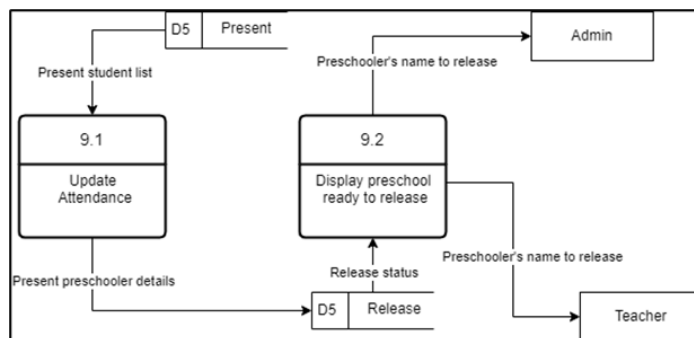 D5 Present
Admin
Present student list
Preschooler's name to release
9.1
Update
Attendance
9.2
Display preschool
ready to release
Present preschooler details
Release status
Preschooler's name to release
D5 Release
Teacher